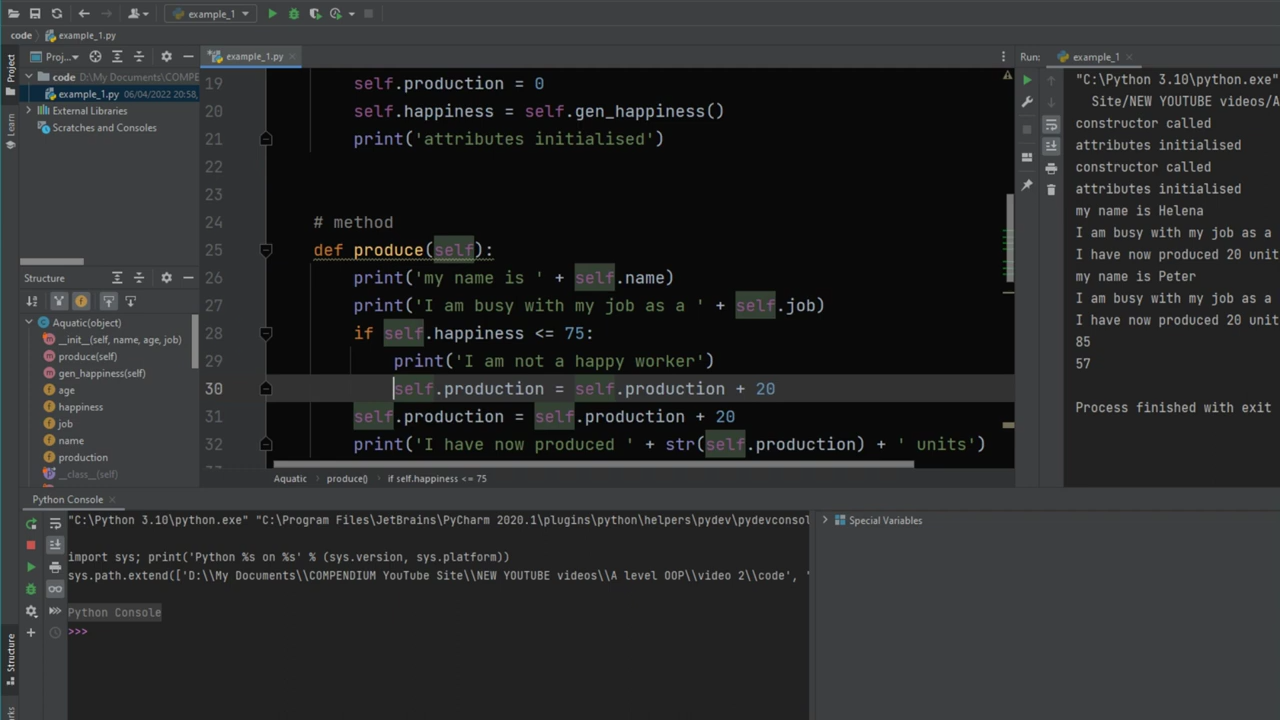 example_1
code example_1.py
Project
Learn
Structure
Proj...
code D:\My Documents\COMPE
example_1.py 06/04/2022 20:58,
External Libraries
Scratches and Consoles
Structure
Aquatic(object)
__init__(self, name, age, job)
produce(self)
gen_happiness(self)
age
happiness
job
name
production
__class__(self)
example_1.py
19 self.production = 0
20 self.happiness = self.gen_happiness()
21 print('attributes initialised')
22
23
24 # method
25 def produce(self):
26 print('my name is ' + self.name)
27 print('I am busy with my job as a ' + self.job)
28 if self.happiness <= 75:
29 print('I am not a happy worker')
30 self.production = self.production + 20
31 self.production = self.production + 20
32 print('I have now produced ' + str(self.production) + ' units')
Aquatic produce() if self.happiness <= 75
Run: example_1
"C:\Python 3.10\python.exe"
Site/NEW YOUTUBE videos/A
constructor called
attributes initialised
constructor called
attributes initialised
my name is Helena
I am busy with my job as a
I have now produced 20 unit
my name is Peter
I am busy with my job as a
I have now produced 20 unit
85
57
Process finished with exit
Python Console
"C:\Python 3.10\python.exe" "C:\Program Files\JetBrains\PyCharm 2020.1\plugins\python\helpers\pydev\pydevconsol
import sys; print('Python %s on %s' % (sys.version, sys.platform))
sys.path.extend(['D:\\My Documents\\COMPENDIUM YouTube Site\\NEW YOUTUBE videos\\A level OOP\\video 2\\code', '
Python Console
>>>
Special Variables